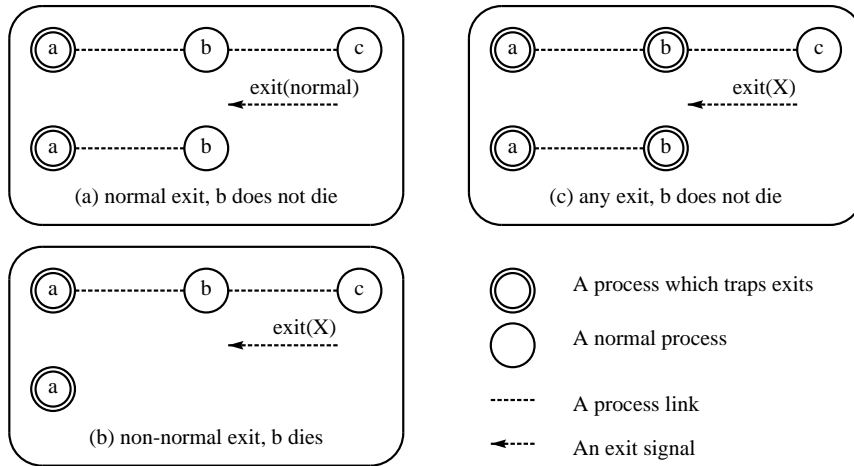 a b c
exit(normal)
a b
(a) normal exit, b does not die
a b c
exit(X)
a b
(c) any exit, b does not die
a b c
exit(X)
a
(b) non-normal exit, b dies
A process which traps exits
A normal process
A process link
An exit signal